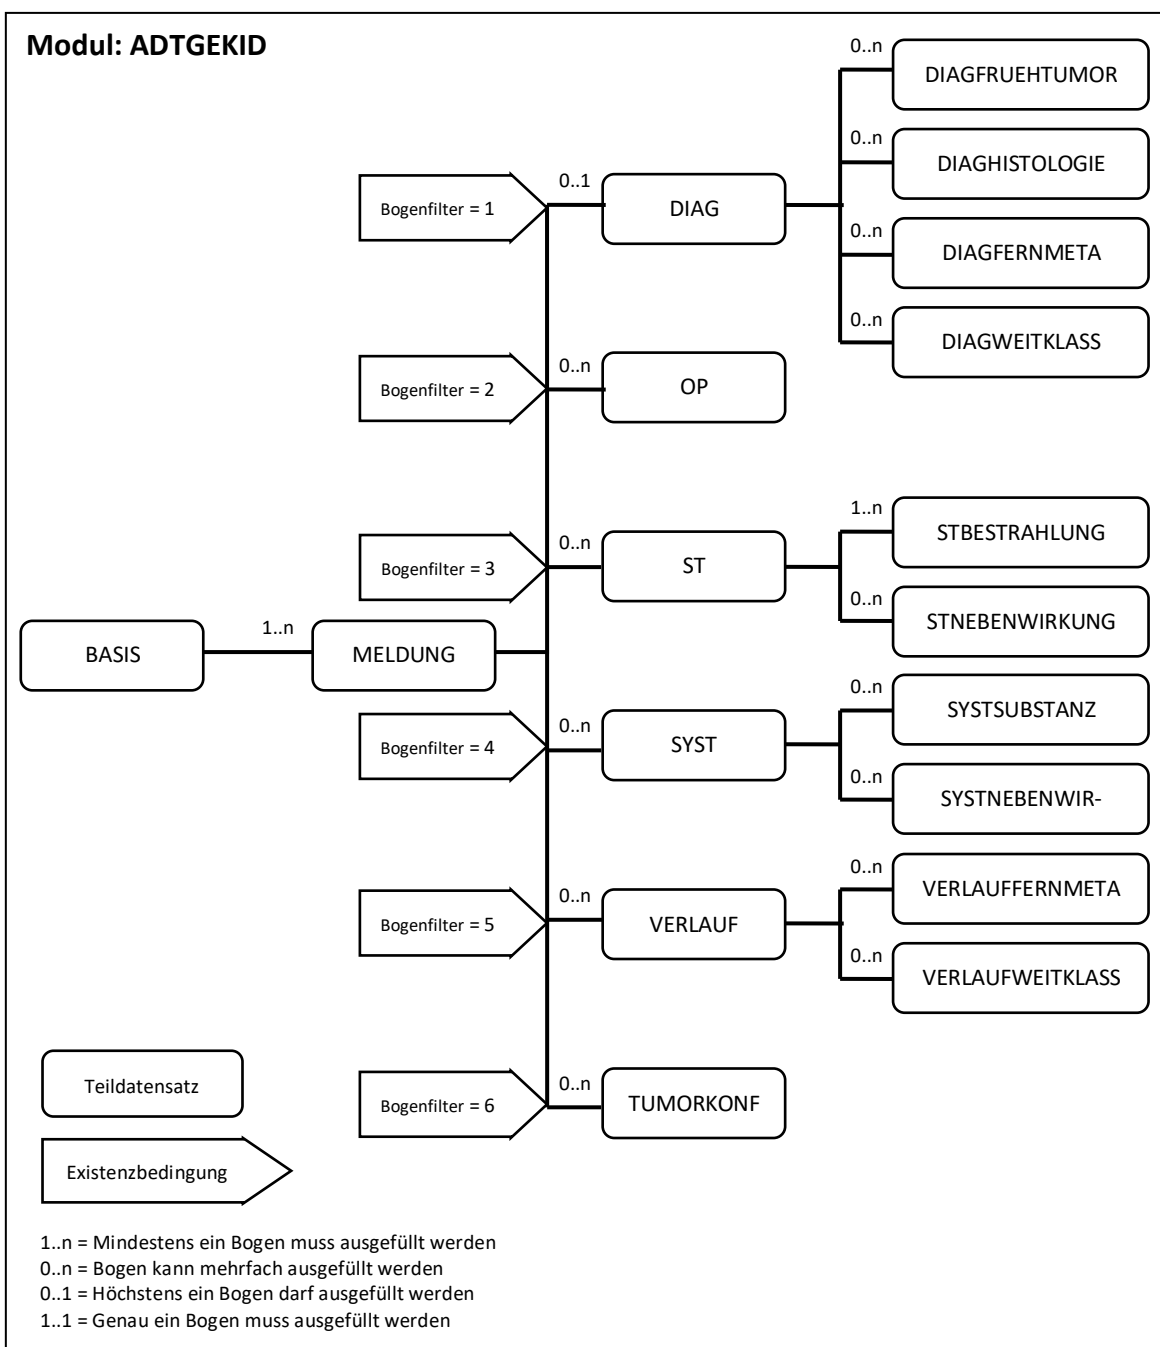 Modul: ADTGEKID
0..n
DIAGFRUEHTUMOR
0..n
DIAGHISTOLOGIE
Bogenfilter = 1
0..1
DIAG
0..n
DIAGFERNMETA
0..n
DIAGWEITKLASS
Bogenfilter = 2
0..n
OP
1..n
STBESTRAHLUNG
Bogenfilter = 3
0..n
ST
0..n
STNEBENWIRKUNG
BASIS
1..n
MELDUNG
0..n
SYSTSUBSTANZ
Bogenfilter = 4
0..n
SYST
0..n
SYSTNEBENWIR-
0..n
VERLAUFFERNMETA
Bogenfilter = 5
0..n
VERLAUF
0..n
VERLAUFWEITKLASS
Bogenfilter = 6
0..n
TUMORKONF
Teildatensatz
Existenzbedingung
1..n = Mindestens ein Bogen muss ausgefüllt werden
0..n = Bogen kann mehrfach ausgefüllt werden
0..1 = Höchstens ein Bogen darf ausgefüllt werden
1..1 = Genau ein Bogen muss ausgefüllt werden